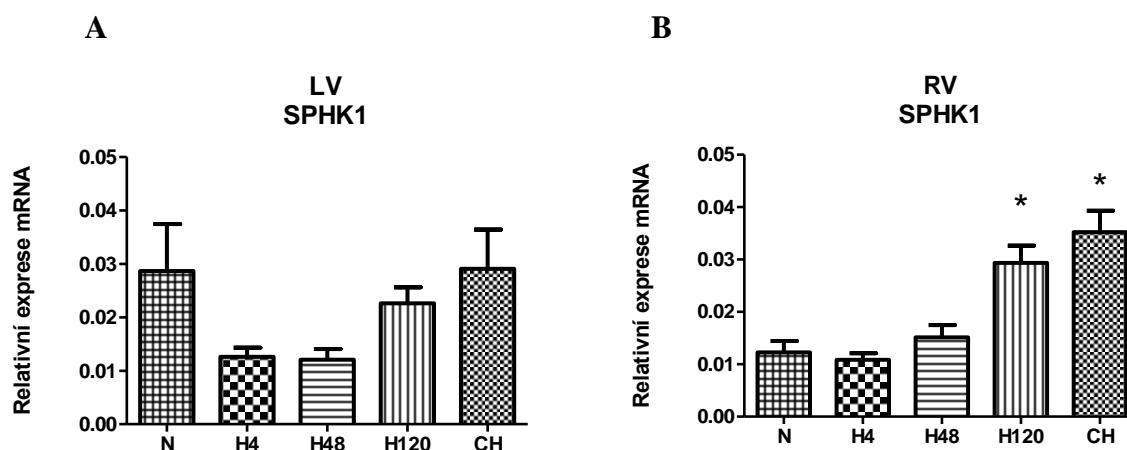 A
LV
SPHK1
Relativní exprese mRNA
0.05
0.04
0.03
0.02
0.01
0.00
N H4 H48 H120 CH
B
RV
SPHK1
Relativní exprese mRNA
0.05
0.04
0.03
0.02
0.01
0.00
* *
N H4 H48 H120 CH